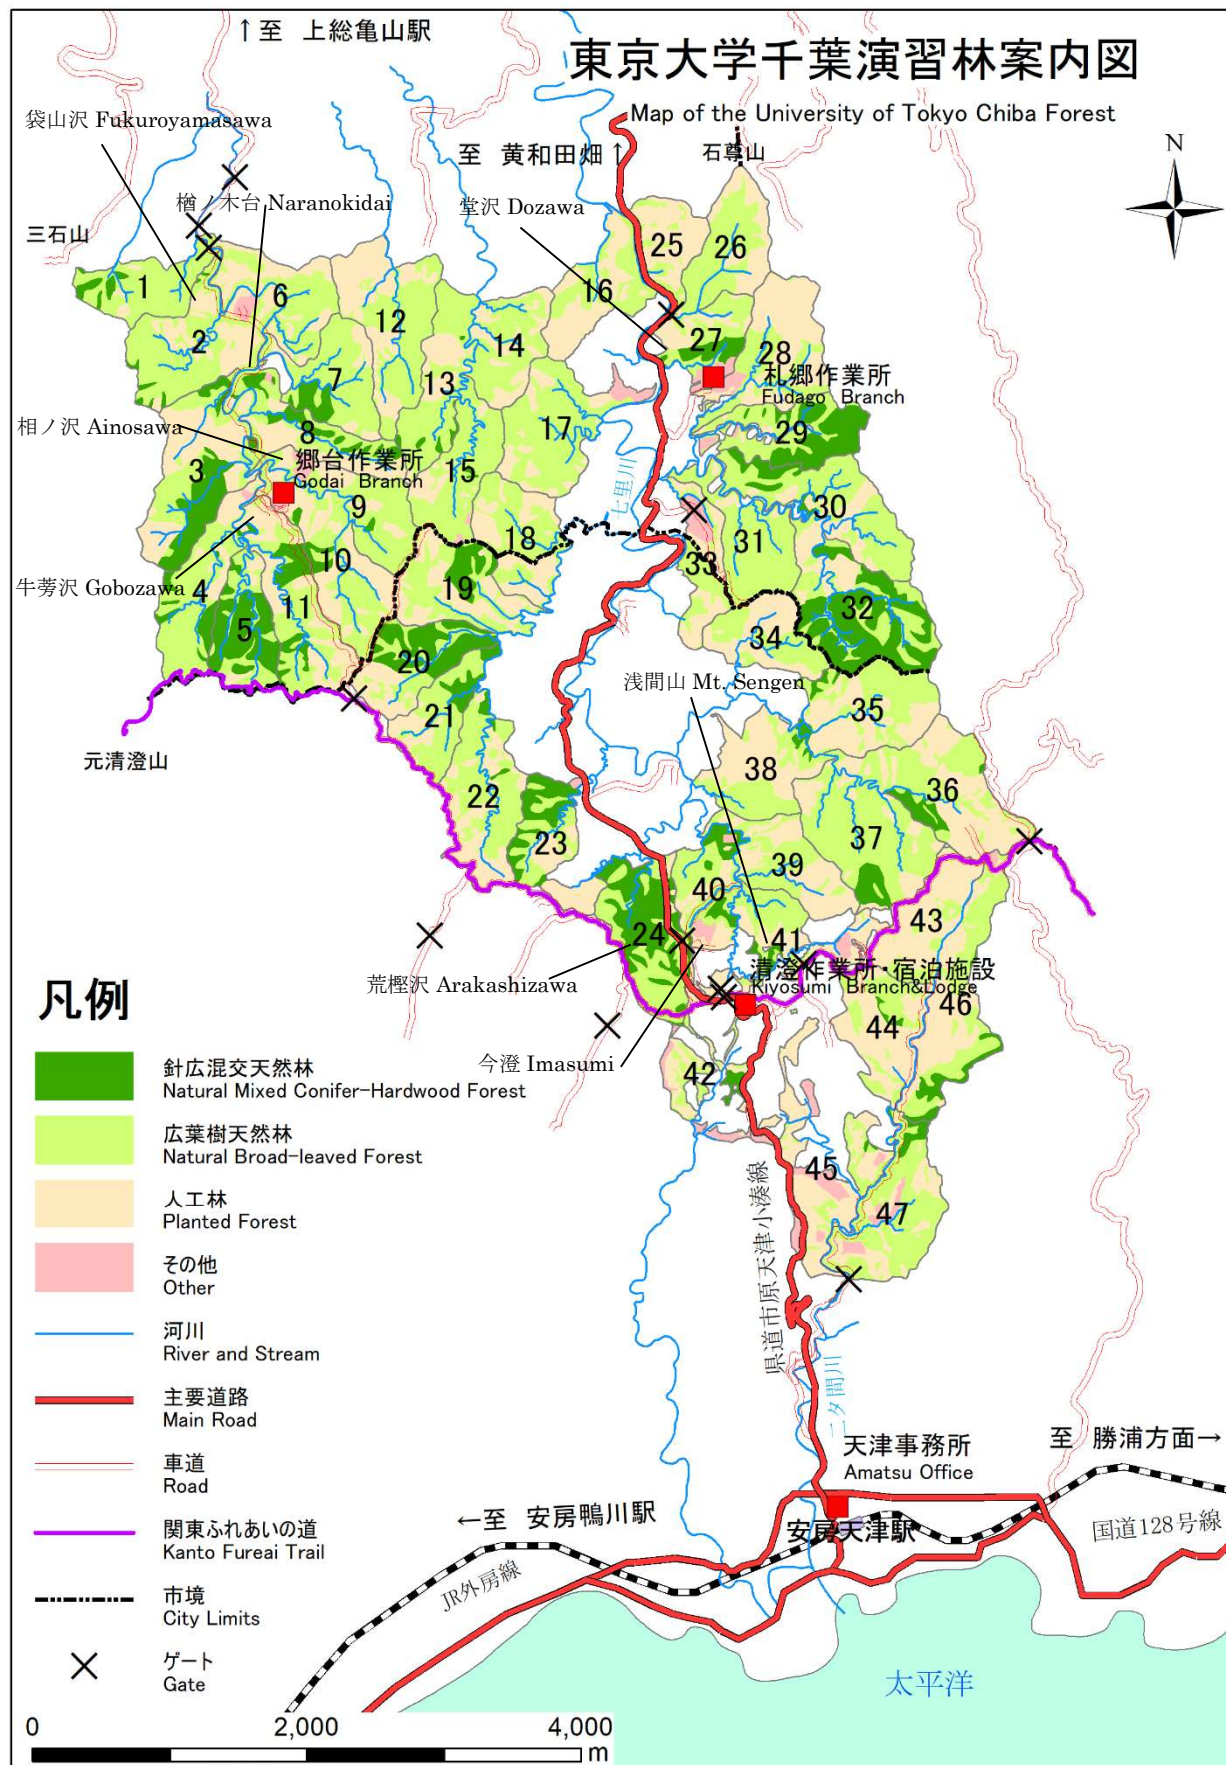 ↑至 上総亀山駅
東京大学千葉演習林案内図
Map of the University of Tokyo Chiba Forest
袋山沢 Fukuroyamasawa
至 黄和田畑↑
石尊山
N
楢ノ木台 Naranokidai
堂沢 Dozawa
三石山
25
26
1
6
16
12
2
14
27
28
7
13
札郷作業所
Fudago Branch
相ノ沢 Ainosawa
8
17
29
3
郷台作業所
Godai Branch
15
七里川
9
30
18
31
10
33
牛蒡沢 Gobozawa
4
11
19
32
5
34
20
浅間山 Mt. Sengen
21
35
元清澄山
38
22
36
37
23
39
40
43
24
41
荒樫沢 Arakashizawa
清澄作業所・宿泊施設
Kiyosumi Branch&Lodge
46
44
今澄 Imasumi
42
45
47
県道市原天津小湊線
二タ間川
凡例
針広混交天然林
Natural Mixed Conifer-Hardwood Forest
広葉樹天然林
Natural Broad-leaved Forest
人工林
Planted Forest
その他
Other
河川
River and Stream
主要道路
Main Road
車道
Road
関東ふれあいの道
Kanto Fureai Trail
市境
City Limits
ゲート
Gate
天津事務所
Amatsu Office
至 勝浦方面→
←至 安房鴨川駅
安房天津駅
国道128号線
JR外房線
太平洋
0
2,000
4,000
m